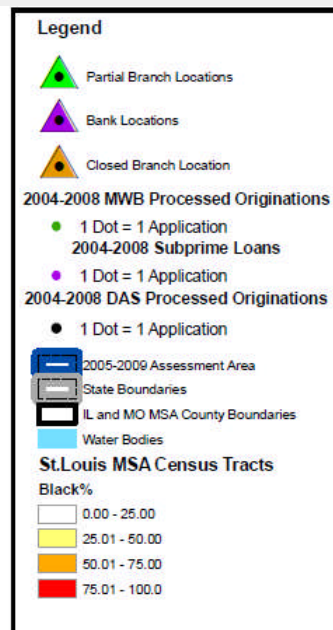 Legend
Partial Branch Locations
Bank Locations
Closed Branch Location
2004-2008 MWB Processed Originations
1 Dot = 1 Application
2004-2008 Subprime Loans
1 Dot = 1 Application
2004-2008 DAS Processed Originations
1 Dot = 1 Application
2005-2009 Assessment Area
State Boundaries
IL and MO MSA County Boundaries
Water Bodies
St.Louis MSA Census Tracts
Black%
0.00 - 25.00
25.01 - 50.00
50.01 - 75.00
75.01 - 100.0